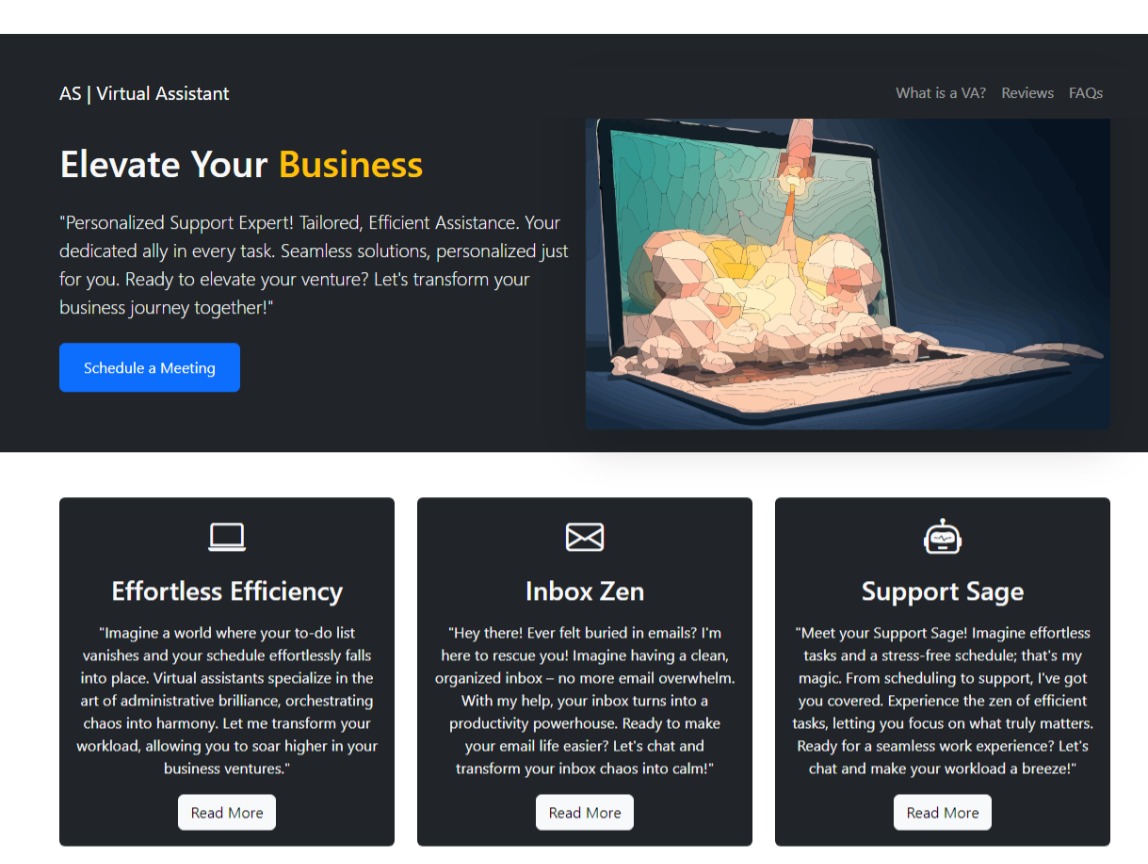 AS | Virtual Assistant
What is a VA? Reviews FAQs
Elevate Your Business
"Personalized Support Expert! Tailored, Efficient Assistance. Your
dedicated ally in every task. Seamless solutions, personalized just
for you. Ready to elevate your venture? Let's transform your
business journey together!"
Schedule a Meeting
Effortless Efficiency
"Imagine a world where your to-do list
vanishes and your schedule effortlessly falls
into place. Virtual assistants specialize in the
art of administrative brilliance, orchestrating
chaos into harmony. Let me transform your
workload, allowing you to soar higher in your
business ventures."
Read More
Inbox Zen
"Hey there! Ever felt buried in emails? I'm
here to rescue you! Imagine having a clean,
organized inbox – no more email overwhelm.
With my help, your inbox turns into a
productivity powerhouse. Ready to make
your email life easier? Let's chat and
transform your inbox chaos into calm!"
Read More
Support Sage
"Meet your Support Sage! Imagine effortless
tasks and a stress-free schedule; that's my
magic. From scheduling to support, I've got
you covered. Experience the zen of efficient
tasks, letting you focus on what truly matters.
Ready for a seamless work experience? Let's
chat and make your workload a breeze!"
Read More